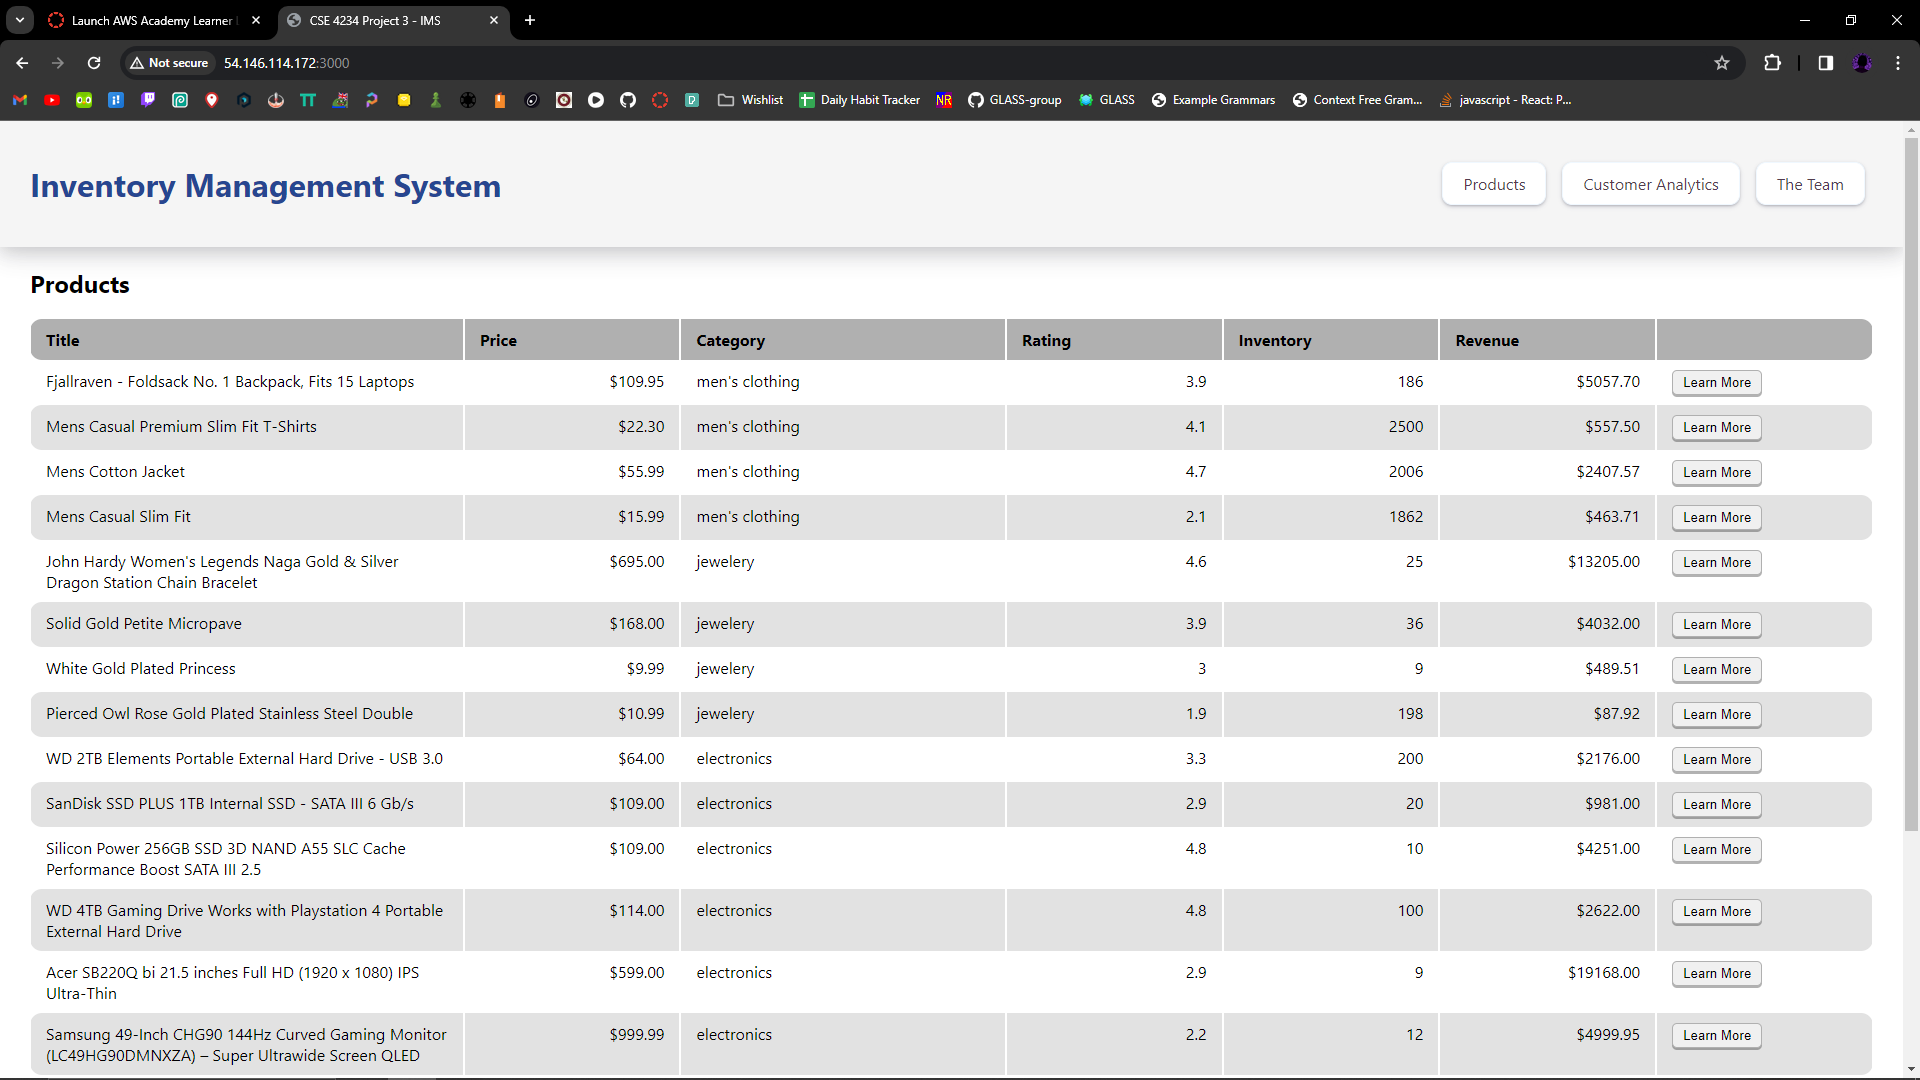 Launch AWS Academy Learner
CSE 4234 Project 3 - IMS
Not secure
54.146.114.172:3000
Wishlist
Daily Habit Tracker
NR
GLASS-group
GLASS
Example Grammars
Context Free Gram...
javascript - React: P...
Inventory Management System
Products
Customer Analytics
The Team
Products
Title Price Category Rating Inventory Revenue
Fjallraven - Foldsack No. 1 Backpack, Fits 15 Laptops $109.95 men's clothing 3.9 186 $5057.70 Learn More
Mens Casual Premium Slim Fit T-Shirts $22.30 men's clothing 4.1 2500 $557.50 Learn More
Mens Cotton Jacket $55.99 men's clothing 4.7 2006 $2407.57 Learn More
Mens Casual Slim Fit $15.99 men's clothing 2.1 1862 $463.71 Learn More
John Hardy Women's Legends Naga Gold & Silver $695.00 jewelery 4.6 25 $13205.00 Learn More
Dragon Station Chain Bracelet
Solid Gold Petite Micropave $168.00 jewelery 3.9 36 $4032.00 Learn More
White Gold Plated Princess $9.99 jewelery 3 9 $489.51 Learn More
Pierced Owl Rose Gold Plated Stainless Steel Double $10.99 jewelery 1.9 198 $87.92 Learn More
WD 2TB Elements Portable External Hard Drive - USB 3.0 $64.00 electronics 3.3 200 $2176.00 Learn More
SanDisk SSD PLUS 1TB Internal SSD - SATA III 6 Gb/s $109.00 electronics 2.9 20 $981.00 Learn More
Silicon Power 256GB SSD 3D NAND A55 SLC Cache $109.00 electronics 4.8 10 $4251.00 Learn More
Performance Boost SATA III 2.5
WD 4TB Gaming Drive Works with Playstation 4 Portable $114.00 electronics 4.8 100 $2622.00 Learn More
External Hard Drive
Acer SB220Q bi 21.5 inches Full HD (1920 x 1080) IPS $599.00 electronics 2.9 9 $19168.00 Learn More
Ultra-Thin
Samsung 49-Inch CHG90 144Hz Curved Gaming Monitor $999.99 electronics 2.2 12 $4999.95 Learn More
(LC49HG90DMNXZA) – Super Ultrawide Screen QLED